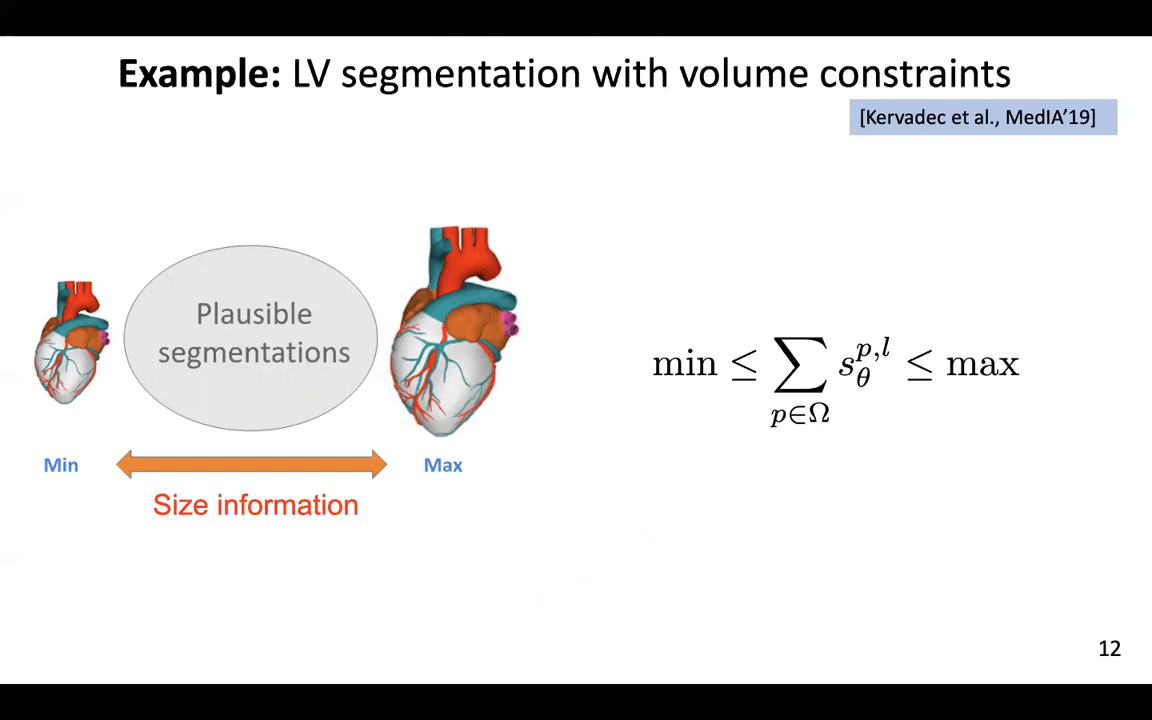 Example: LV segmentation with volume constraints
[Kervadec et al., MedIA’19]
Plausible
segmentations
Min
Max
Size information
min ≤ ∑_{p∈Ω} s_θ^{p,l} ≤ max
12